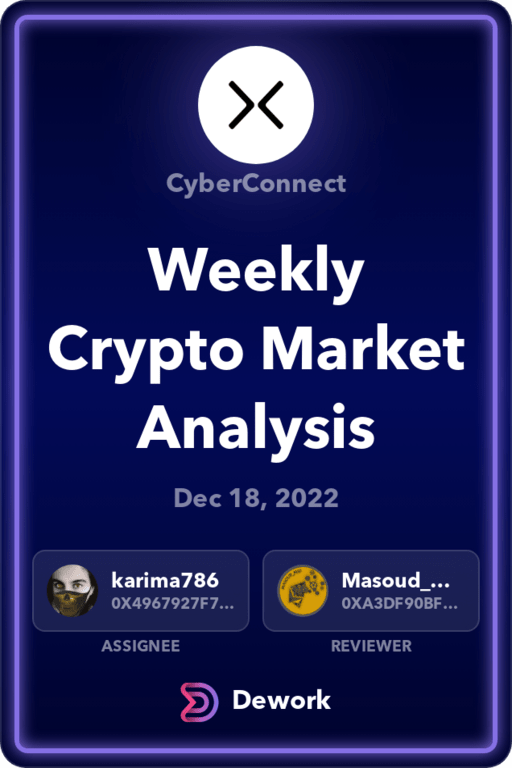 CyberConnect
Weekly
Crypto Market
Analysis
Dec 18, 2022
karima786
0X4967927F7...
Masoud_...
0XA3DF90BF...
ASSIGNEE
REVIEWER
Dework